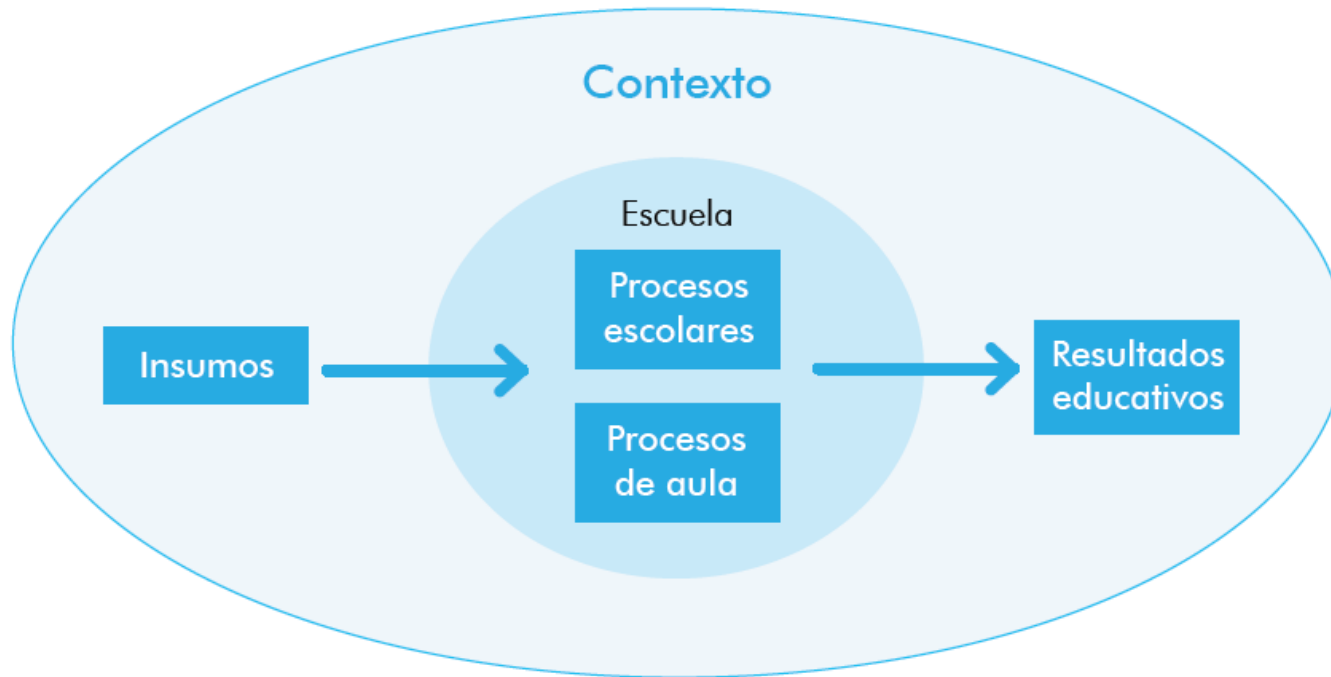 Contexto
Escuela
Procesos
escolares
Insumos
Resultados
educativos
Procesos
de aula